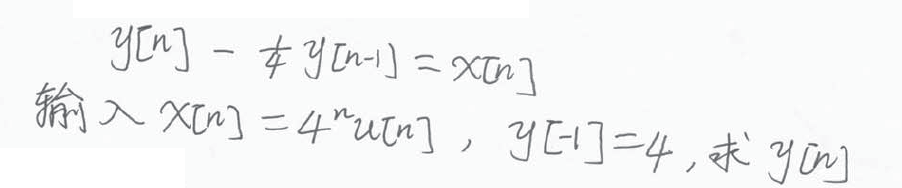 y[n] - ¼ y[n-1] = x[n]
输入 x[n] = 4ⁿu[n] , y[-1]=4 , 求 y[n]